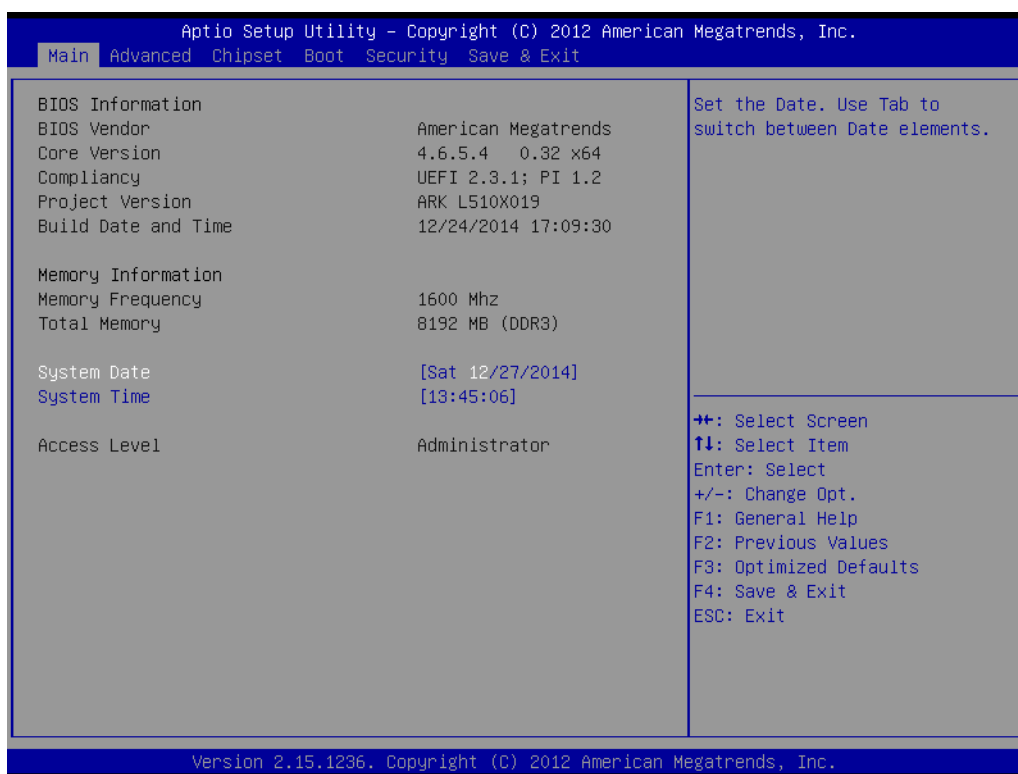 Aptio Setup Utility – Copyright (C) 2012 American Megatrends, Inc.
Main Advanced Chipset Boot Security Save & Exit
BIOS Information
BIOS Vendor American Megatrends
Core Version 4.6.5.4 0.32 x64
Compliancy UEFI 2.3.1; PI 1.2
Project Version ARK L510X019
Build Date and Time 12/24/2014 17:09:30
Memory Information
Memory Frequency 1600 Mhz
Total Memory 8192 MB (DDR3)
System Date [Sat 12/27/2014]
System Time [13:45:06]
Access Level Administrator
Set the Date. Use Tab to
switch between Date elements.
→←: Select Screen
↑↓: Select Item
Enter: Select
+/-: Change Opt.
F1: General Help
F2: Previous Values
F3: Optimized Defaults
F4: Save & Exit
ESC: Exit
Version 2.15.1236. Copyright (C) 2012 American Megatrends, Inc.